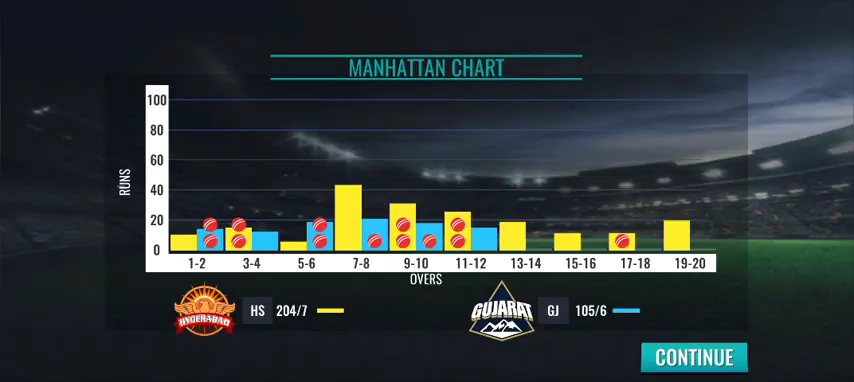 MANHATTAN CHART
100
80
60
40
20
0
RUNS
1-2 3-4 5-6 7-8 9-10 11-12 13-14 15-16 17-18 19-20
OVERS
HYDERABAD HS 204/7 GUJARAT GJ 105/6
CONTINUE